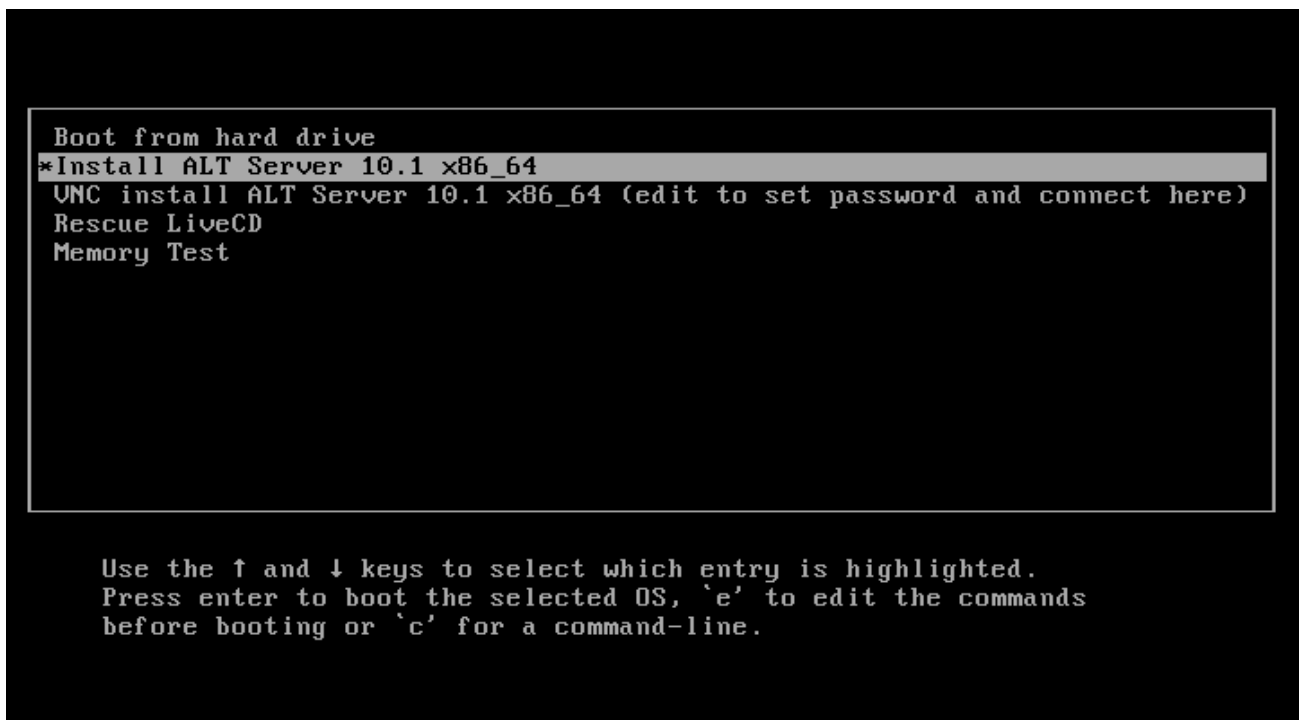 Boot from hard drive
*Install ALT Server 10.1 x86_64
VNC install ALT Server 10.1 x86_64 (edit to set password and connect here)
Rescue LiveCD
Memory Test
Use the ↑ and ↓ keys to select which entry is highlighted.
Press enter to boot the selected OS, `e' to edit the commands
before booting or `c' for a command-line.